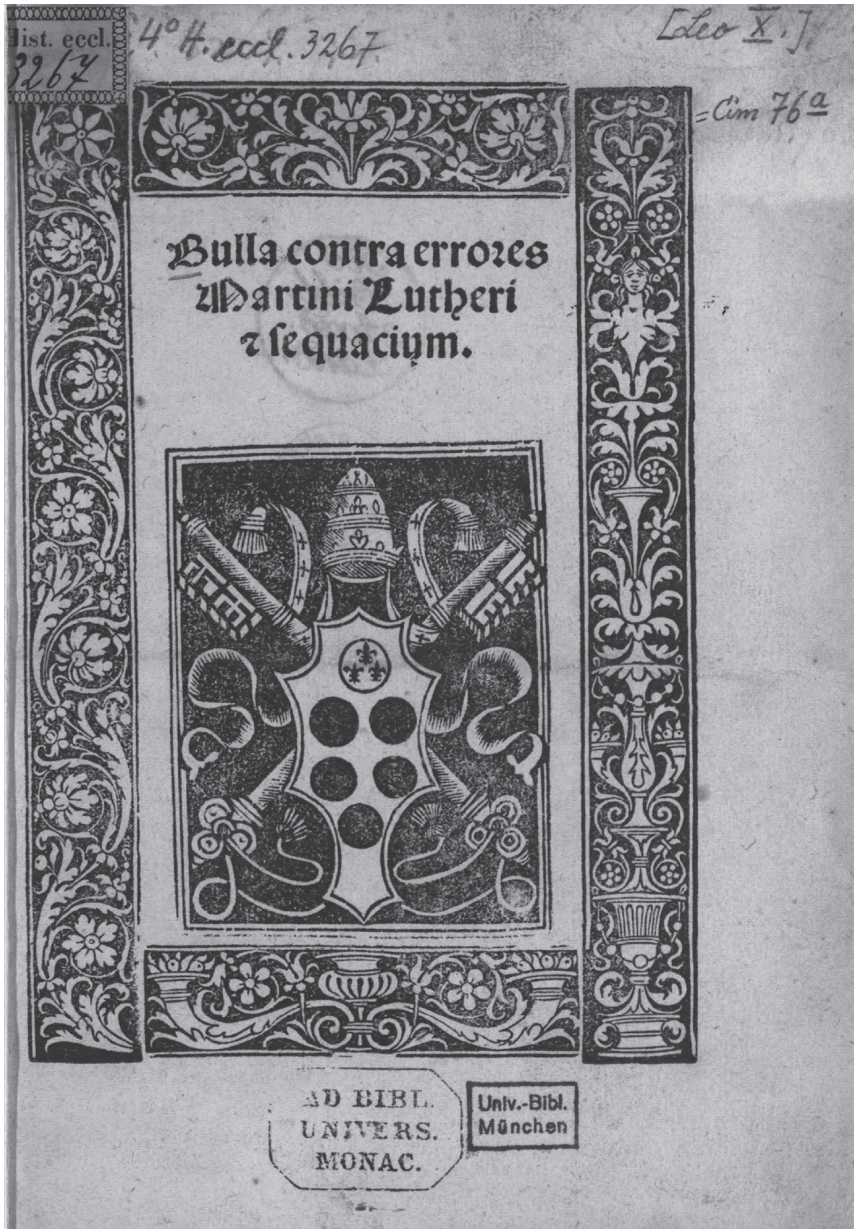 Hist. eccl.
3267
4° H. eccl. 3267
[Leo X.]
= Cim 76a
Bulla contra errores
Martini Lutheri
⁊ sequacium.
AD BIBL.
UNIVERS.
MONAC.
Univ.-Bibl.
München